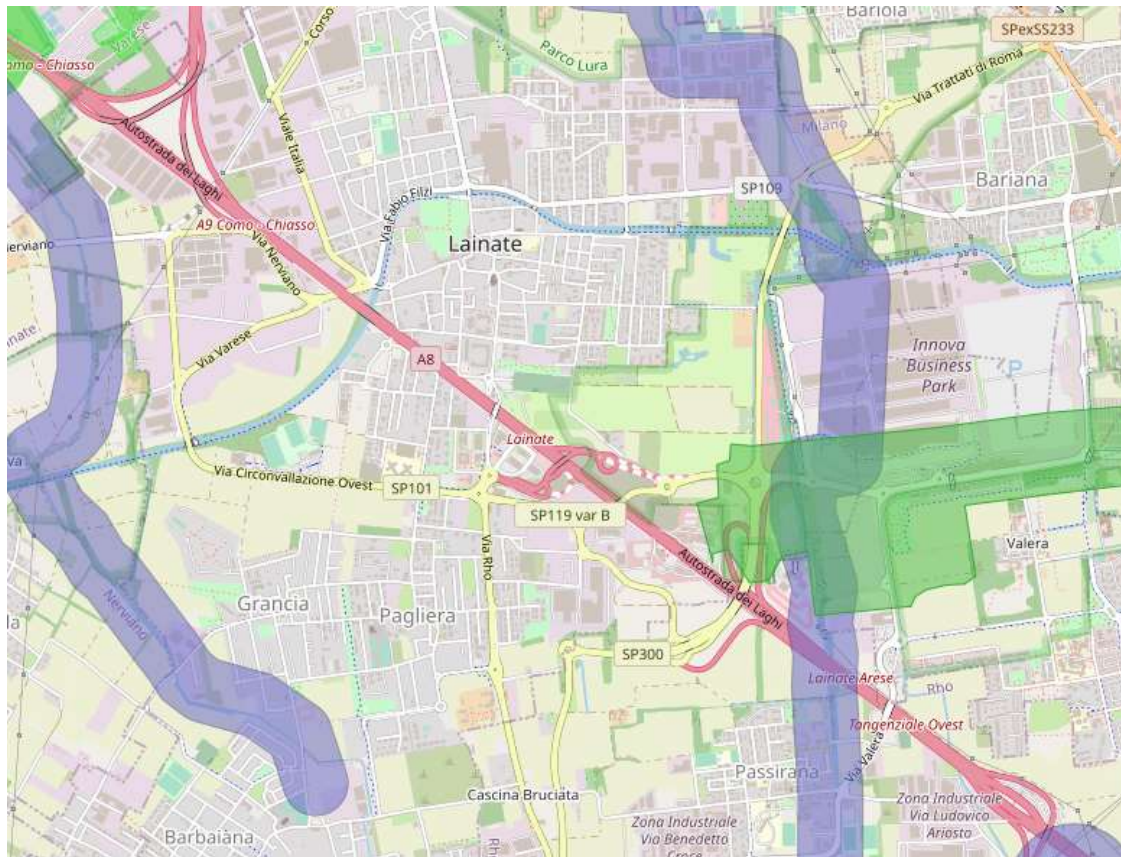 Bariola
SPexSS233
Varese
Corso
Parco Lura
Como - Chiasso
Via Trattati di Roma
Autostrada dei Laghi
Viale Italia
Milano
SP109
Bariana
Via Fabio Filzi
A9 Como - Chiasso
Nerviano
Via Nerviano
Lainate
Innova
Business
Park
P
Via Varese
A8
Lainate
Via Circonvallazione Ovest
SP101
SP119 var B
Via Rho
Valera
Autostrada dei Laghi
Nerviano
Grancia
Pagliera
SP300
Lainate Arese
Rho
Tangenziale Ovest
Via Valera
Passirana
Cascina Bruciata
Zona Industriale
Via Ludovico
Ariosto
Zona Industriale
Via Benedetto
Croce
Barbaiana